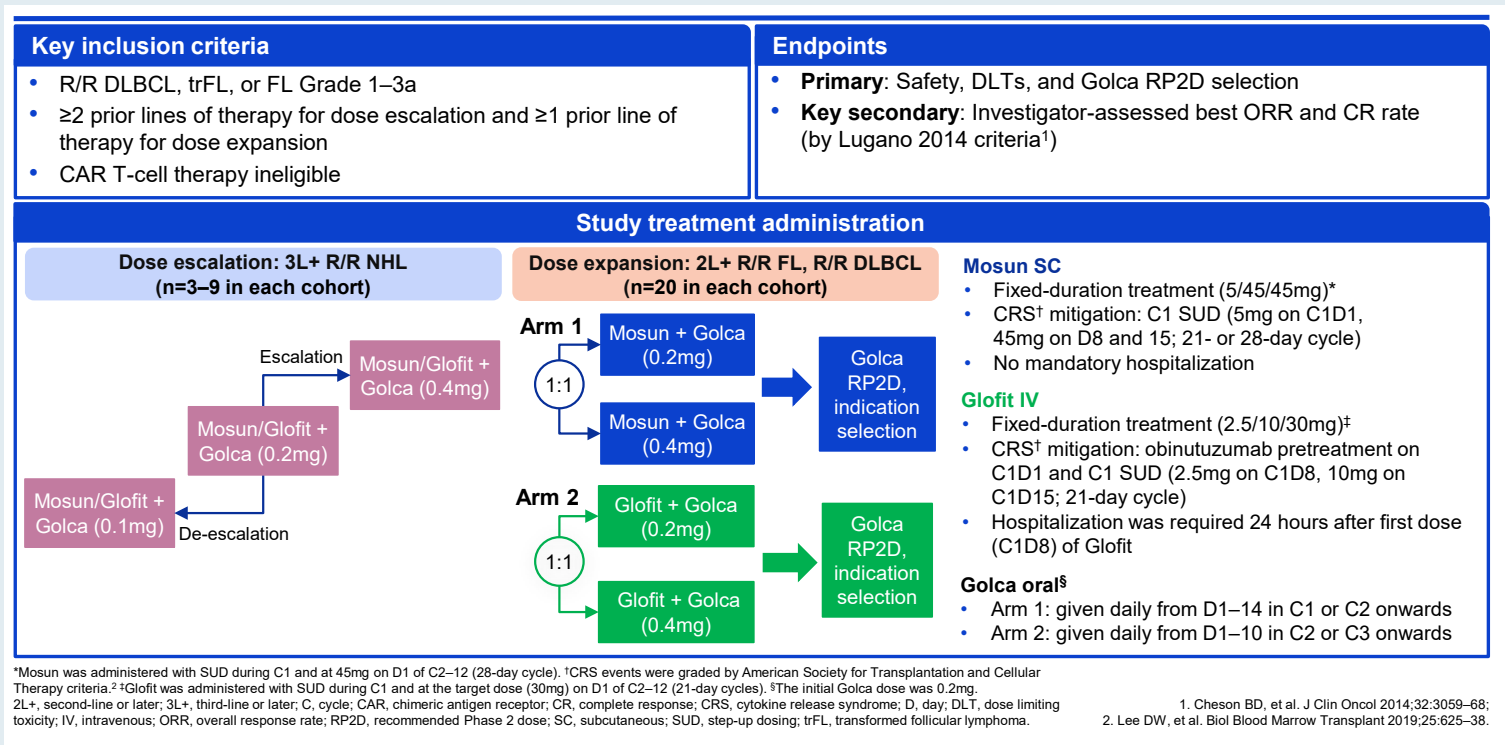 Key inclusion criteria
• R/R DLBCL, trFL, or FL Grade 1–3a
• ≥2 prior lines of therapy for dose escalation and ≥1 prior line of
therapy for dose expansion
• CAR T-cell therapy ineligible
Endpoints
• Primary: Safety, DLTs, and Golca RP2D selection
• Key secondary: Investigator-assessed best ORR and CR rate
(by Lugano 2014 criteria¹)
Study treatment administration
Dose escalation: 3L+ R/R NHL
(n=3–9 in each cohort)
Escalation
Mosun/Glofit +
Golca (0.4mg)
Mosun/Glofit +
Golca (0.2mg)
Mosun/Glofit +
Golca (0.1mg)
De-escalation
Dose expansion: 2L+ R/R FL, R/R DLBCL
(n=20 in each cohort)
Arm 1
1:1
Mosun + Golca
(0.2mg)
Mosun + Golca
(0.4mg)
Golca
RP2D,
indication
selection
Arm 2
1:1
Glofit + Golca
(0.2mg)
Glofit + Golca
(0.4mg)
Golca
RP2D,
indication
selection
Mosun SC
• Fixed-duration treatment (5/45/45mg)*
• CRS† mitigation: C1 SUD (5mg on C1D1,
45mg on D8 and 15; 21- or 28-day cycle)
• No mandatory hospitalization
Glofit IV
• Fixed-duration treatment (2.5/10/30mg)‡
• CRS† mitigation: obinutuzumab pretreatment on
C1D1 and C1 SUD (2.5mg on C1D8, 10mg on
C1D15; 21-day cycle)
• Hospitalization was required 24 hours after first dose
(C1D8) of Glofit
Golca oral§
• Arm 1: given daily from D1–14 in C1 or C2 onwards
• Arm 2: given daily from D1–10 in C2 or C3 onwards
*Mosun was administered with SUD during C1 and at 45mg on D1 of C2–12 (28-day cycle). †CRS events were graded by American Society for Transplantation and Cellular
Therapy criteria.² ‡Glofit was administered with SUD during C1 and at the target dose (30mg) on D1 of C2–12 (21-day cycles). §The initial Golca dose was 0.2mg.
2L+, second-line or later; 3L+, third-line or later; C, cycle; CAR, chimeric antigen receptor; CR, complete response; CRS, cytokine release syndrome; D, day; DLT, dose limiting
toxicity; IV, intravenous; ORR, overall response rate; RP2D, recommended Phase 2 dose; SC, subcutaneous; SUD, step-up dosing; trFL, transformed follicular lymphoma.
1. Cheson BD, et al. J Clin Oncol 2014;32:3059–68;
2. Lee DW, et al. Biol Blood Marrow Transplant 2019;25:625–38.